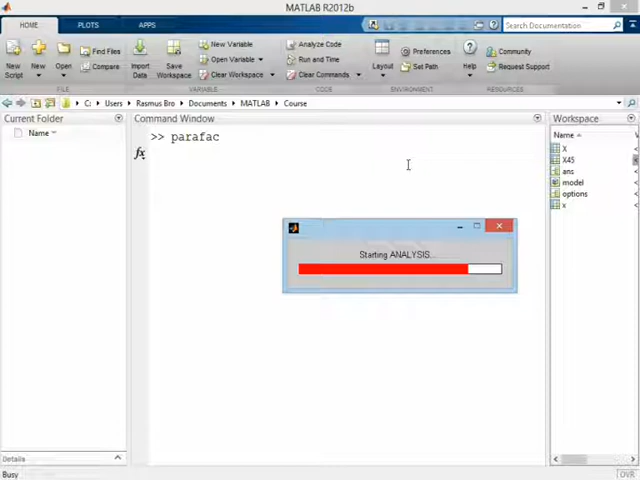 MATLAB R2012b
HOME
PLOTS
APPS
Search Documentation
New Script
New
Open
Find Files
Compare
Import Data
Save Workspace
New Variable
Open Variable
Clear Workspace
Analyze Code
Run and Time
Clear Commands
Layout
Preferences
Set Path
Help
Community
Request Support
FILE
VARIABLE
CODE
ENVIRONMENT
RESOURCES
C: Users Rasmus Bro Documents MATLAB Course
Current Folder
Name
Command Window
>> parafac
fx
Starting ANALYSIS...
Workspace
Name
X
X45
ans
model
options
x
Details
Busy
OVR